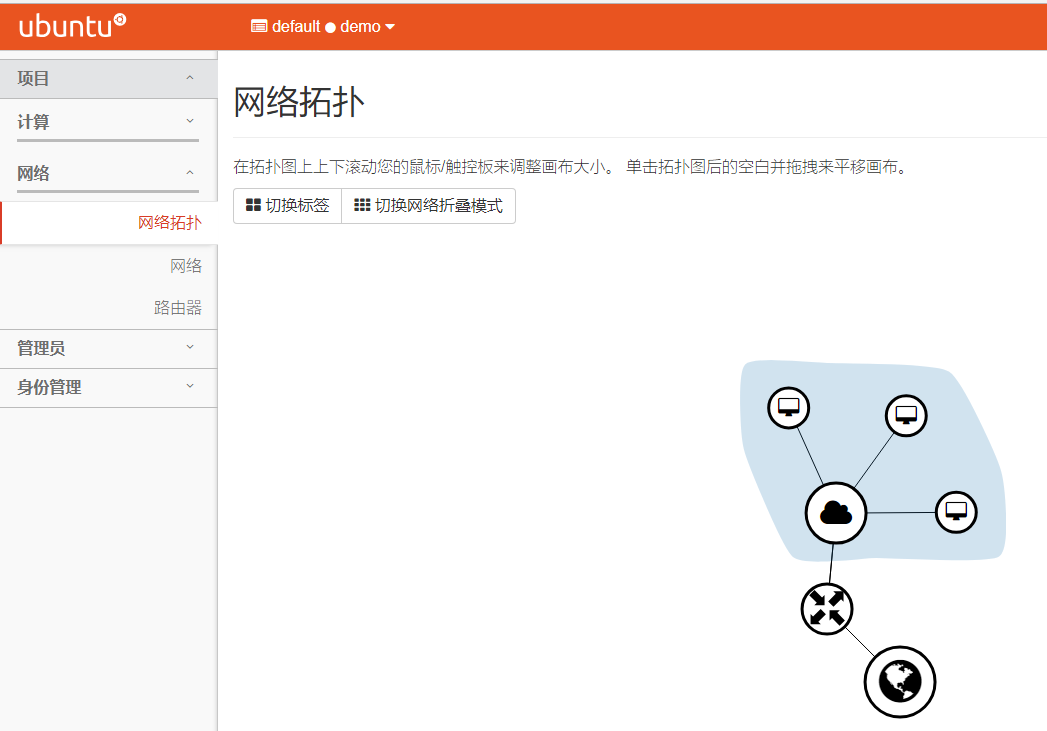 ubuntu
default ● demo
项目
计算
网络
网络拓扑
网络
路由器
管理员
身份管理
网络拓扑
在拓扑图上上下滚动您的鼠标/触控板来调整画布大小。 单击拓扑图后的空白并拖拽来平移画布。
切换标签 切换网络折叠模式